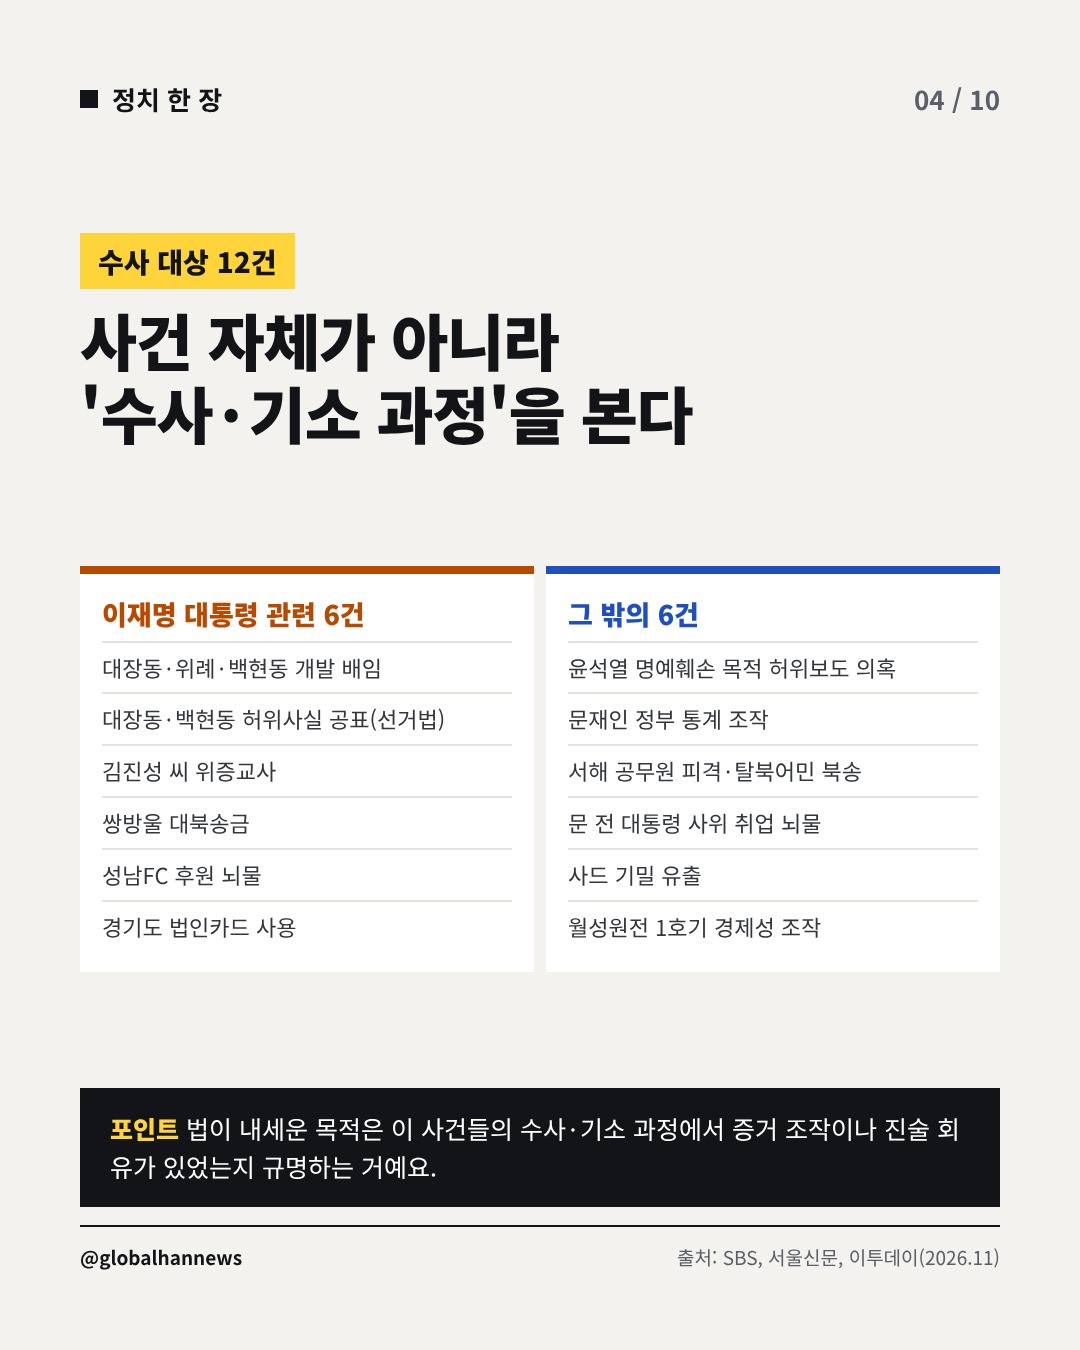 정치 한 장
04 / 10
수사 대상 12건
사건 자체가 아니라
'수사·기소 과정'을 본다
이재명 대통령 관련 6건
대장동·위례·백현동 개발 배임
대장동·백현동 허위사실 공표(선거법)
김진성 씨 위증교사
쌍방울 대북송금
성남FC 후원 뇌물
경기도 법인카드 사용
그 밖의 6건
윤석열 명예훼손 목적 허위보도 의혹
문재인 정부 통계 조작
서해 공무원 피격·탈북어민 북송
문 전 대통령 사위 취업 뇌물
사드 기밀 유출
월성원전 1호기 경제성 조작
포인트 법이 내세운 목적은 이 사건들의 수사·기소 과정에서 증거 조작이나 진술 회
유가 있었는지 규명하는 거예요.
@globalhannews
출처: SBS, 서울신문, 이투데이(2026.11)